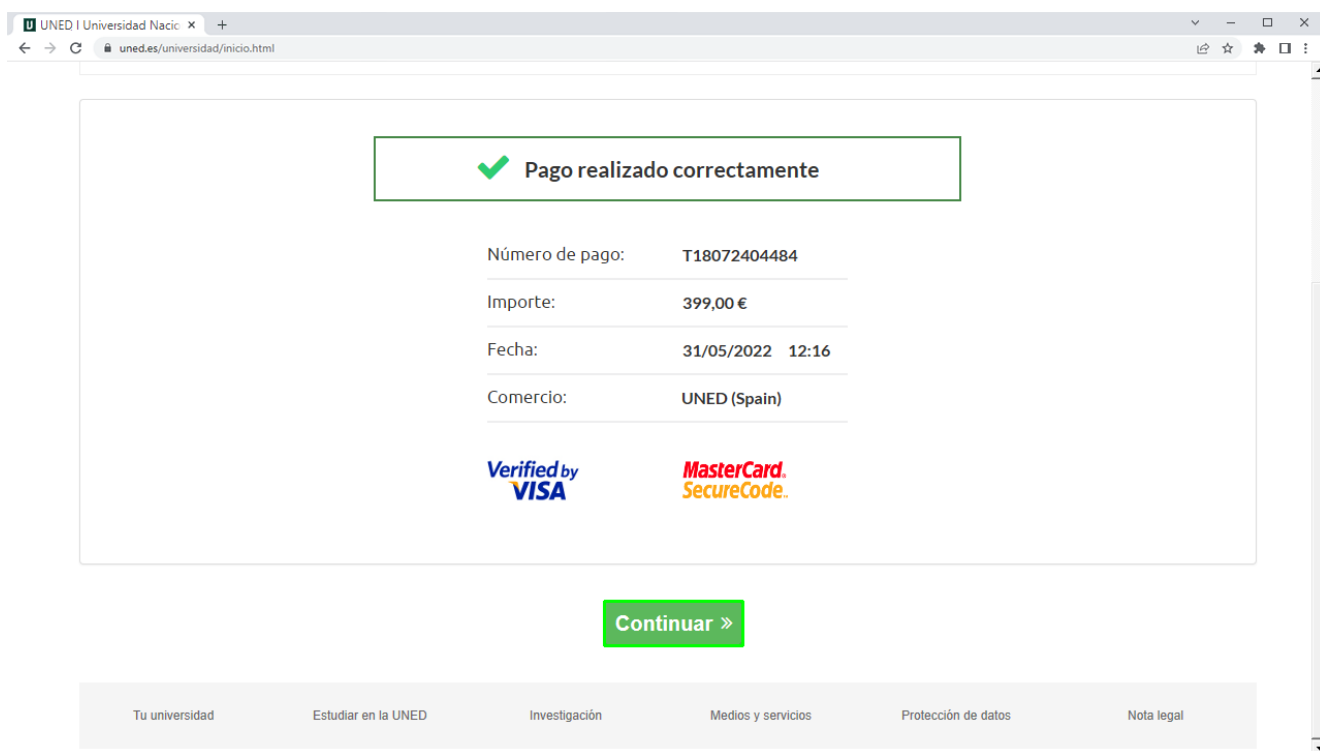 UNED I Universidad Nacio
uned.es/universidad/inicio.html
Pago realizado correctamente
Número de pago: T18072404484
Importe: 399,00 €
Fecha: 31/05/2022 12:16
Comercio: UNED (Spain)
Verified by
VISA
MasterCard.
SecureCode.
Continuar »
Tu universidad Estudiar en la UNED Investigación Medios y servicios Protección de datos Nota legal